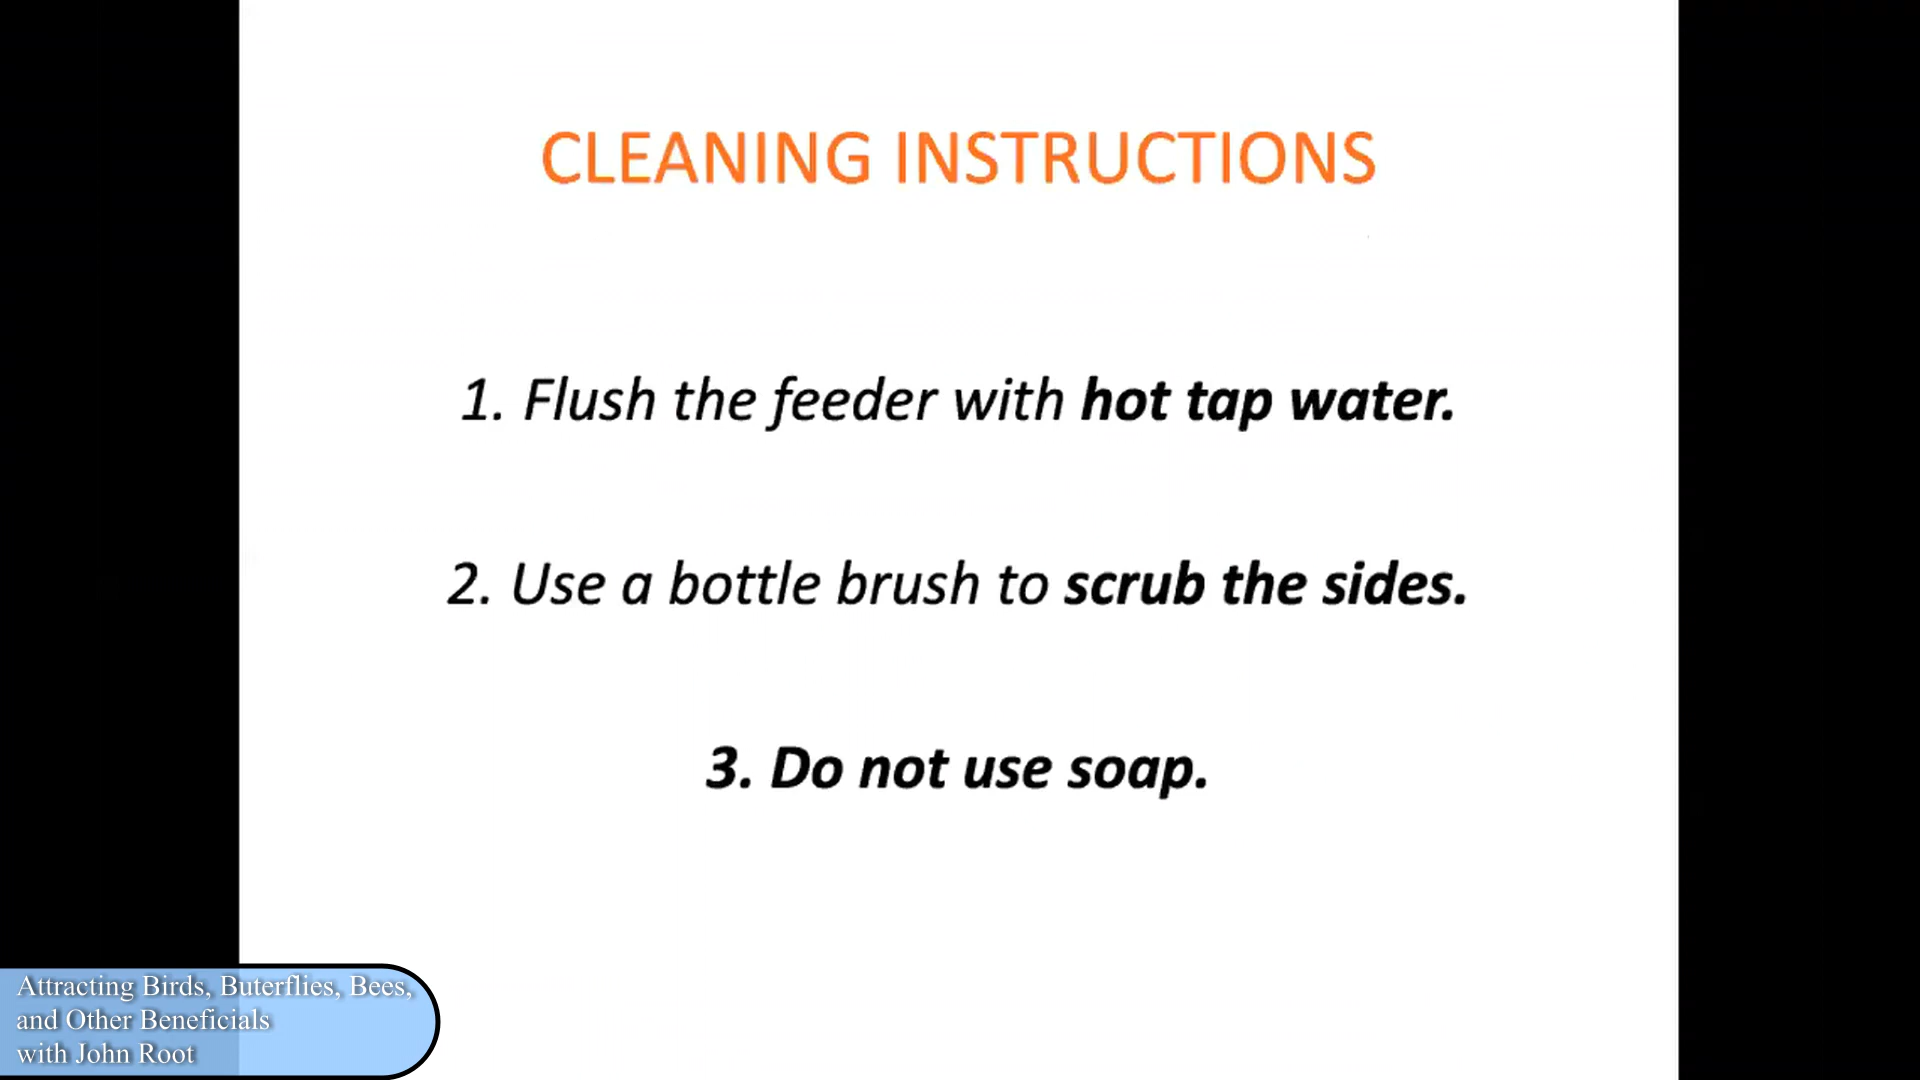 CLEANING INSTRUCTIONS
1. Flush the feeder with hot tap water.
2. Use a bottle brush to scrub the sides.
3. Do not use soap.
Attracting Birds, Buterflies, Bees,
and Other Beneficials
with John Root